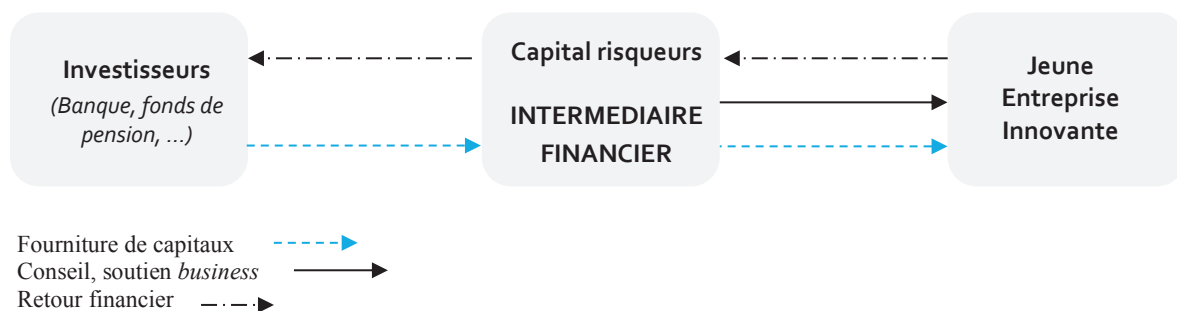 Investisseurs
(Banque, fonds de
pension, ...)
Capital risqueurs
INTERMEDIAIRE
FINANCIER
Jeune
Entreprise
Innovante
Fourniture de capitaux
Conseil, soutien business
Retour financier